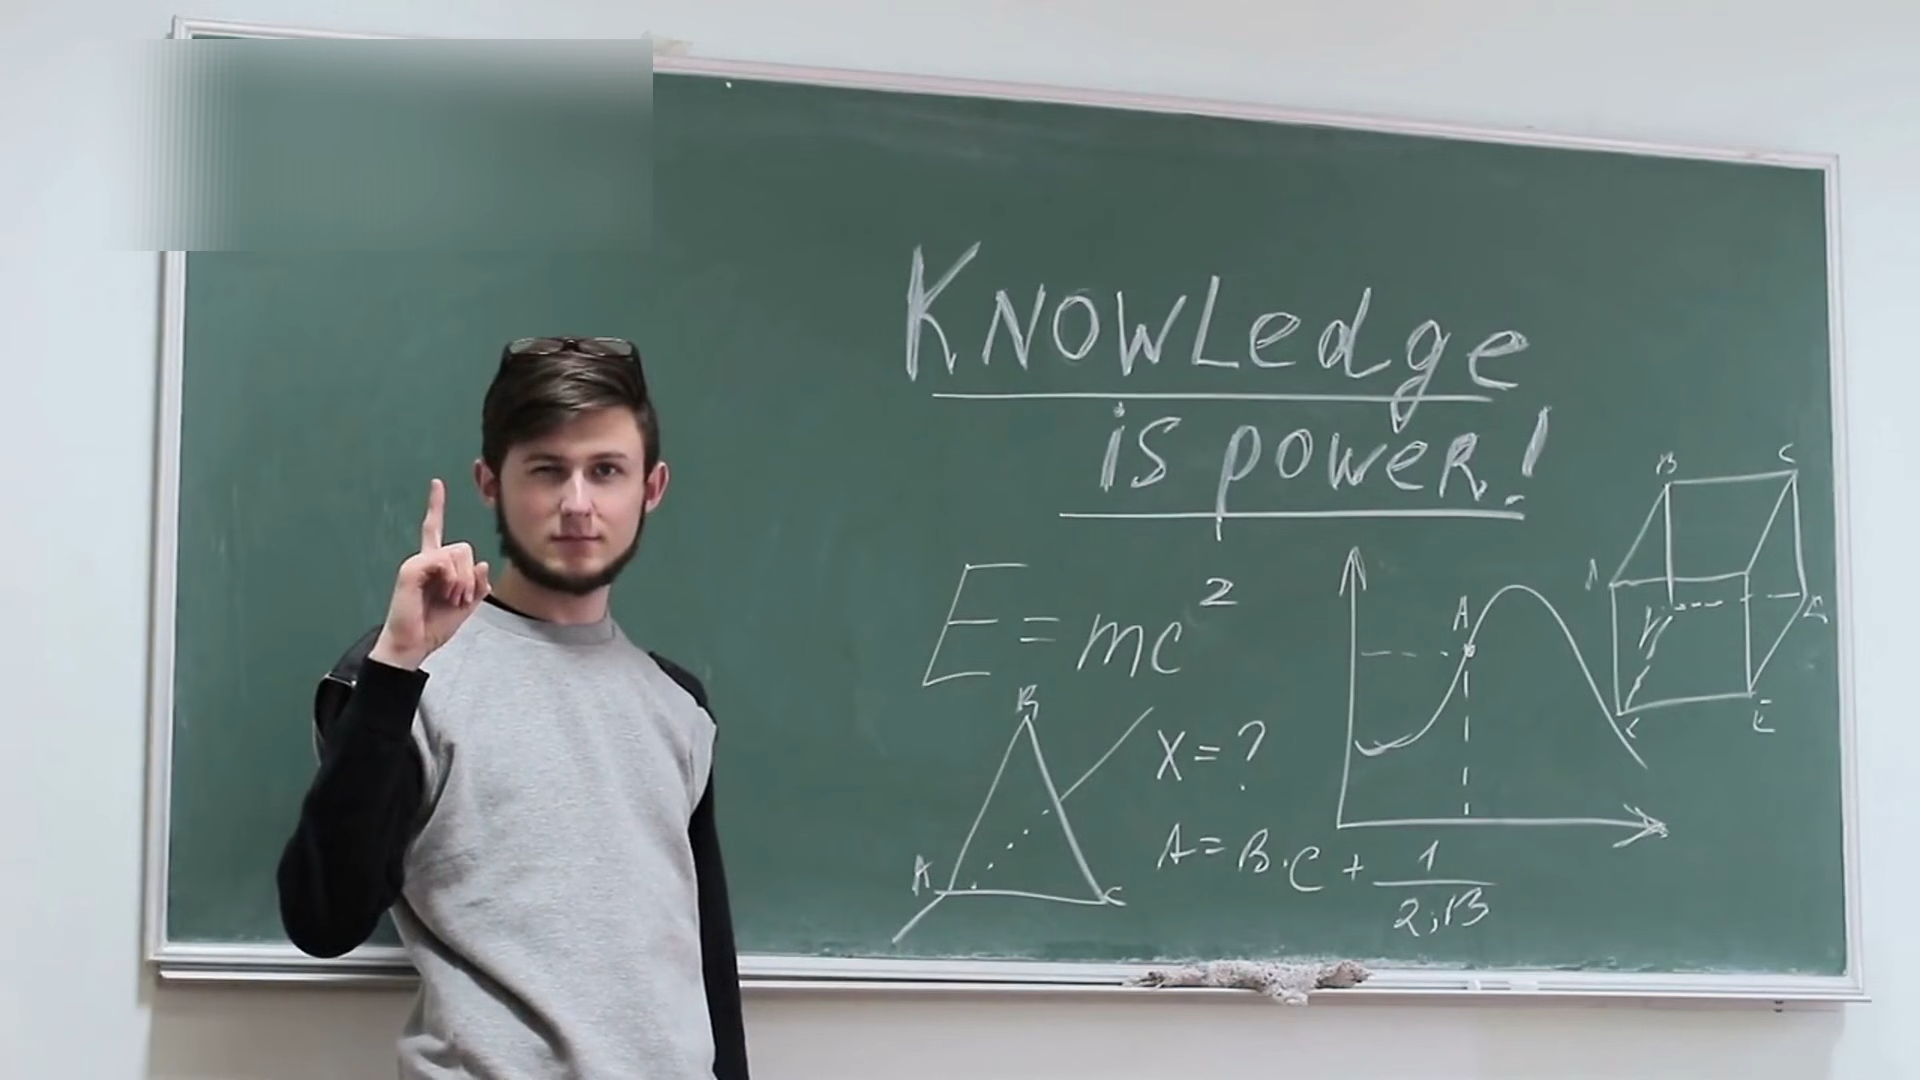 KNOWLedge
is poweR!
E=mc²
B
X=?
A
C
A=B·C+1/2,13
A
B
C
A
E